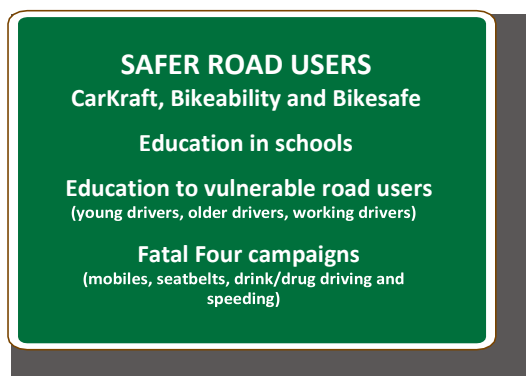 SAFER ROAD USERS
CarKraft, Bikeability and Bikesafe
Education in schools
Education to vulnerable road users
(young drivers, older drivers, working drivers)
Fatal Four campaigns
(mobiles, seatbelts, drink/drug driving and
speeding)